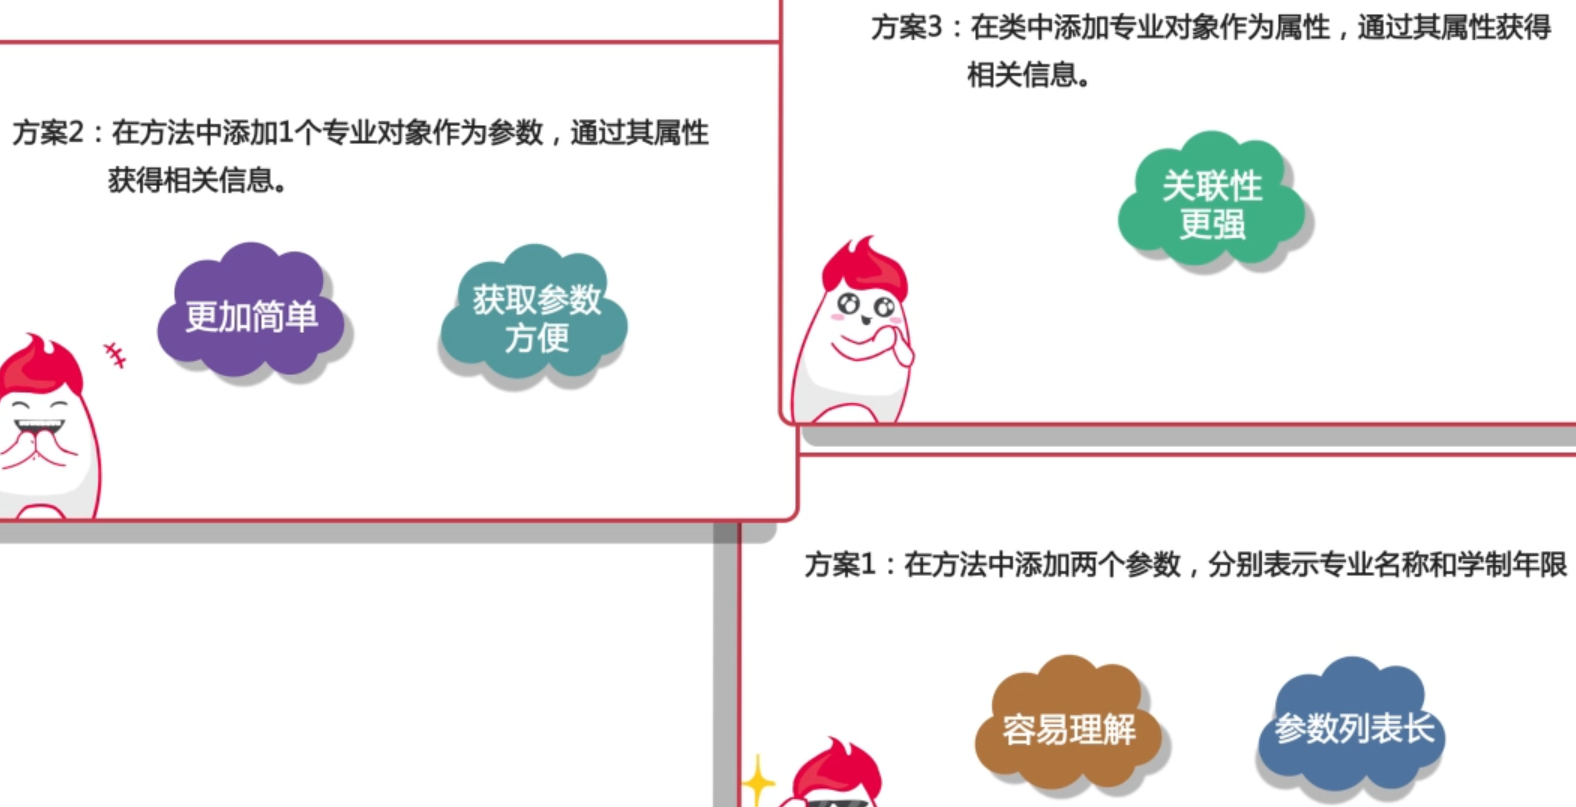 方案3：在类中添加专业对象作为属性，通过其属性获得
相关信息。
关联性
更强
方案2：在方法中添加1个专业对象作为参数，通过其属性
获得相关信息。
更加简单
获取参数
方便
方案1：在方法中添加两个参数，分别表示专业名称和学制年限
容易理解
参数列表长